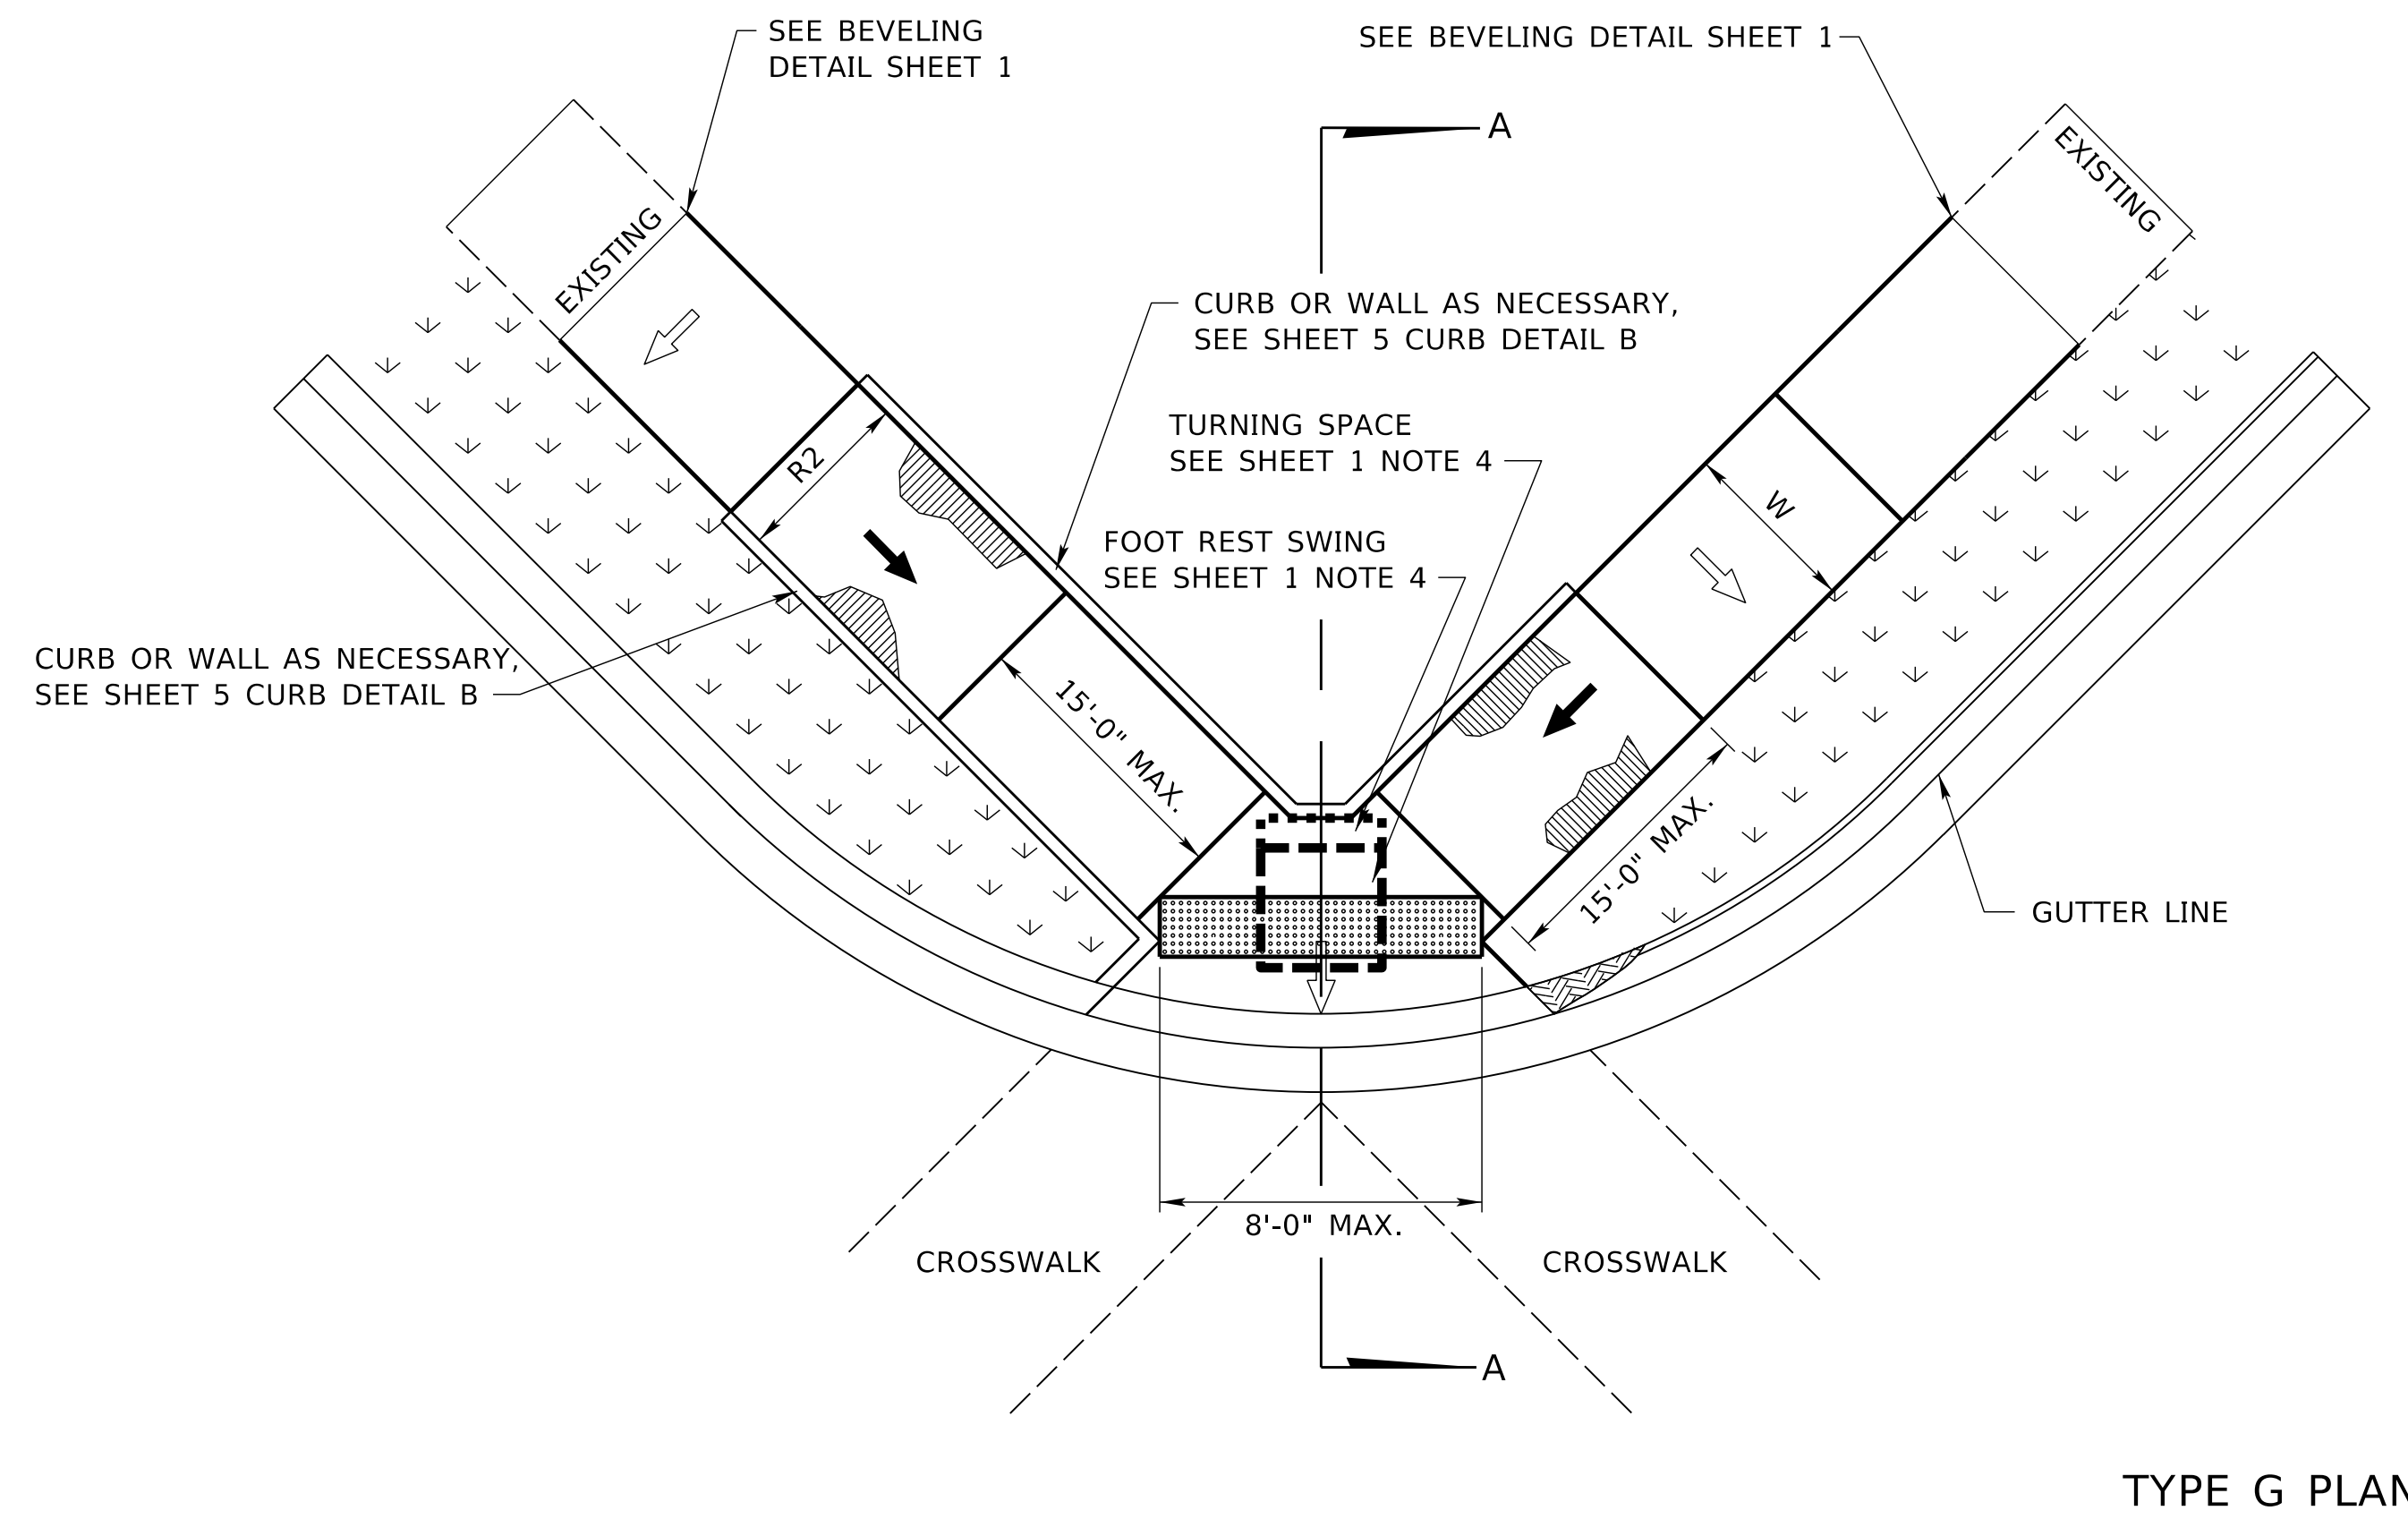 SEE BEVELING
DETAIL SHEET 1
SEE BEVELING DETAIL SHEET 1
A
EXISTING
EXISTING
CURB OR WALL AS NECESSARY,
SEE SHEET 5 CURB DETAIL B
TURNING SPACE
SEE SHEET 1 NOTE 4
R2
W
FOOT REST SWING
SEE SHEET 1 NOTE 4
CURB OR WALL AS NECESSARY,
SEE SHEET 5 CURB DETAIL B
15'-0" MAX.
15'-0" MAX.
GUTTER LINE
8'-0" MAX.
CROSSWALK
CROSSWALK
A
TYPE G PLAN